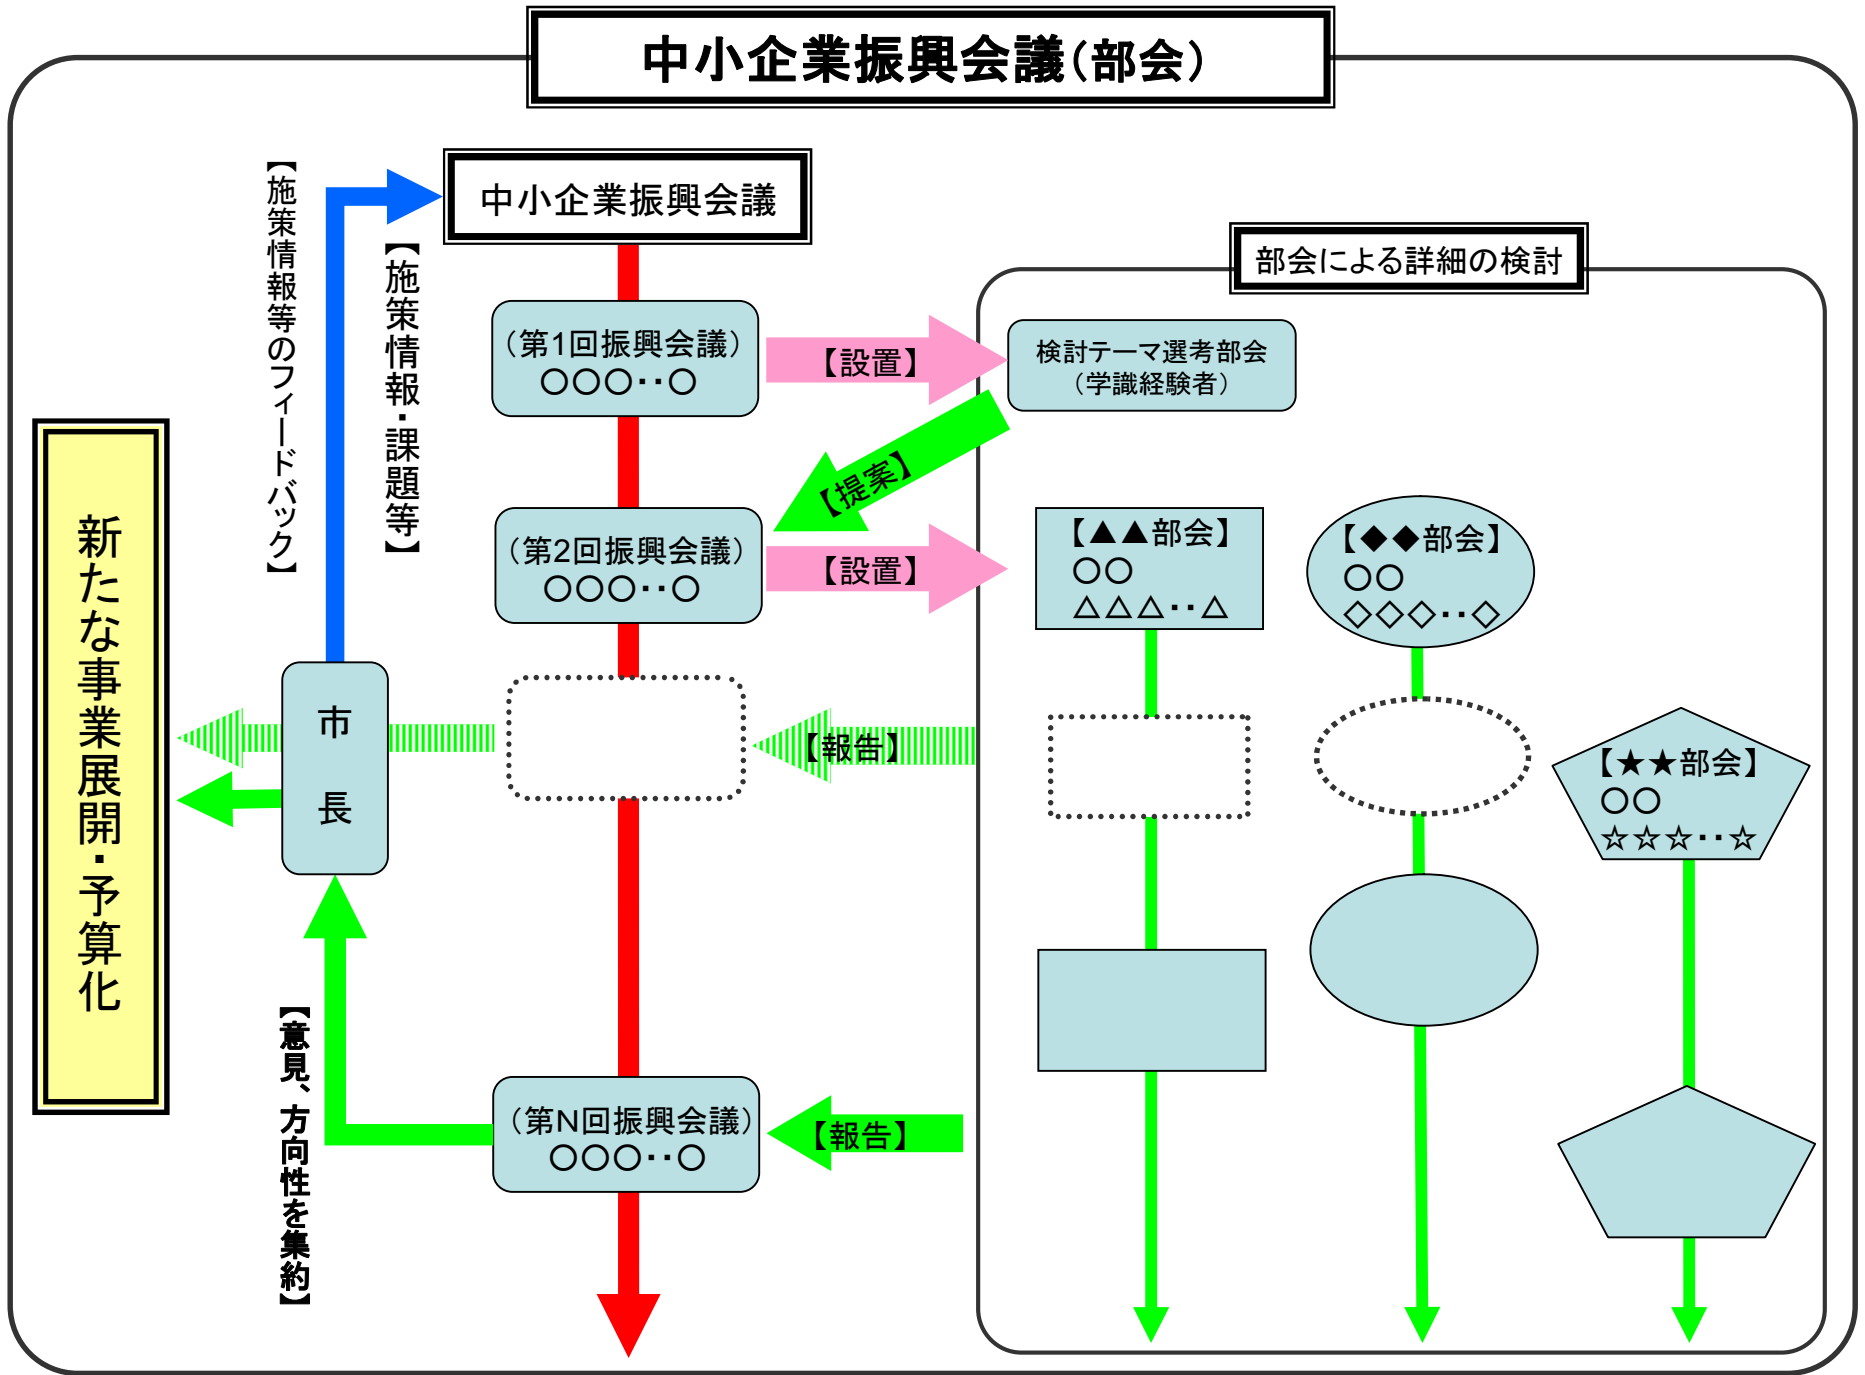 中小企業振興会議（部会）
中小企業振興会議
【施策情報等のフィードバック】
【施策情報・課題等】
部会による詳細の検討
（第1回振興会議）
〇〇〇・・〇
【設置】
検討テーマ選考部会
（学識経験者）
【提案】
（第2回振興会議）
〇〇〇・・〇
【設置】
【▲▲部会】
〇〇
△△△・・△
【◆◆部会】
〇〇
◇◇◇・・◇
新たな事業展開・予算化
市長
【報告】
【★★部会】
〇〇
☆☆☆・・☆
【意見、方向性を集約】
（第Ｎ回振興会議）
〇〇〇・・〇
【報告】